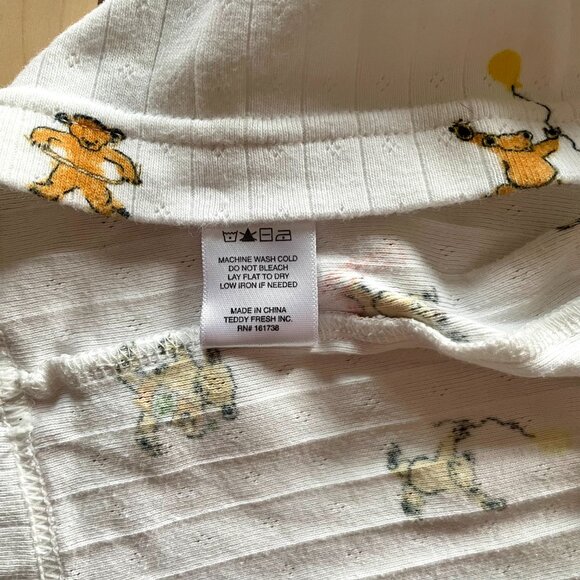 MACHINE WASH COLD
DO NOT BLEACH
LAY FLAT TO DRY
LOW IRON IF NEEDED
MADE IN CHINA
TEDDY FRESH INC.
RN# 161738